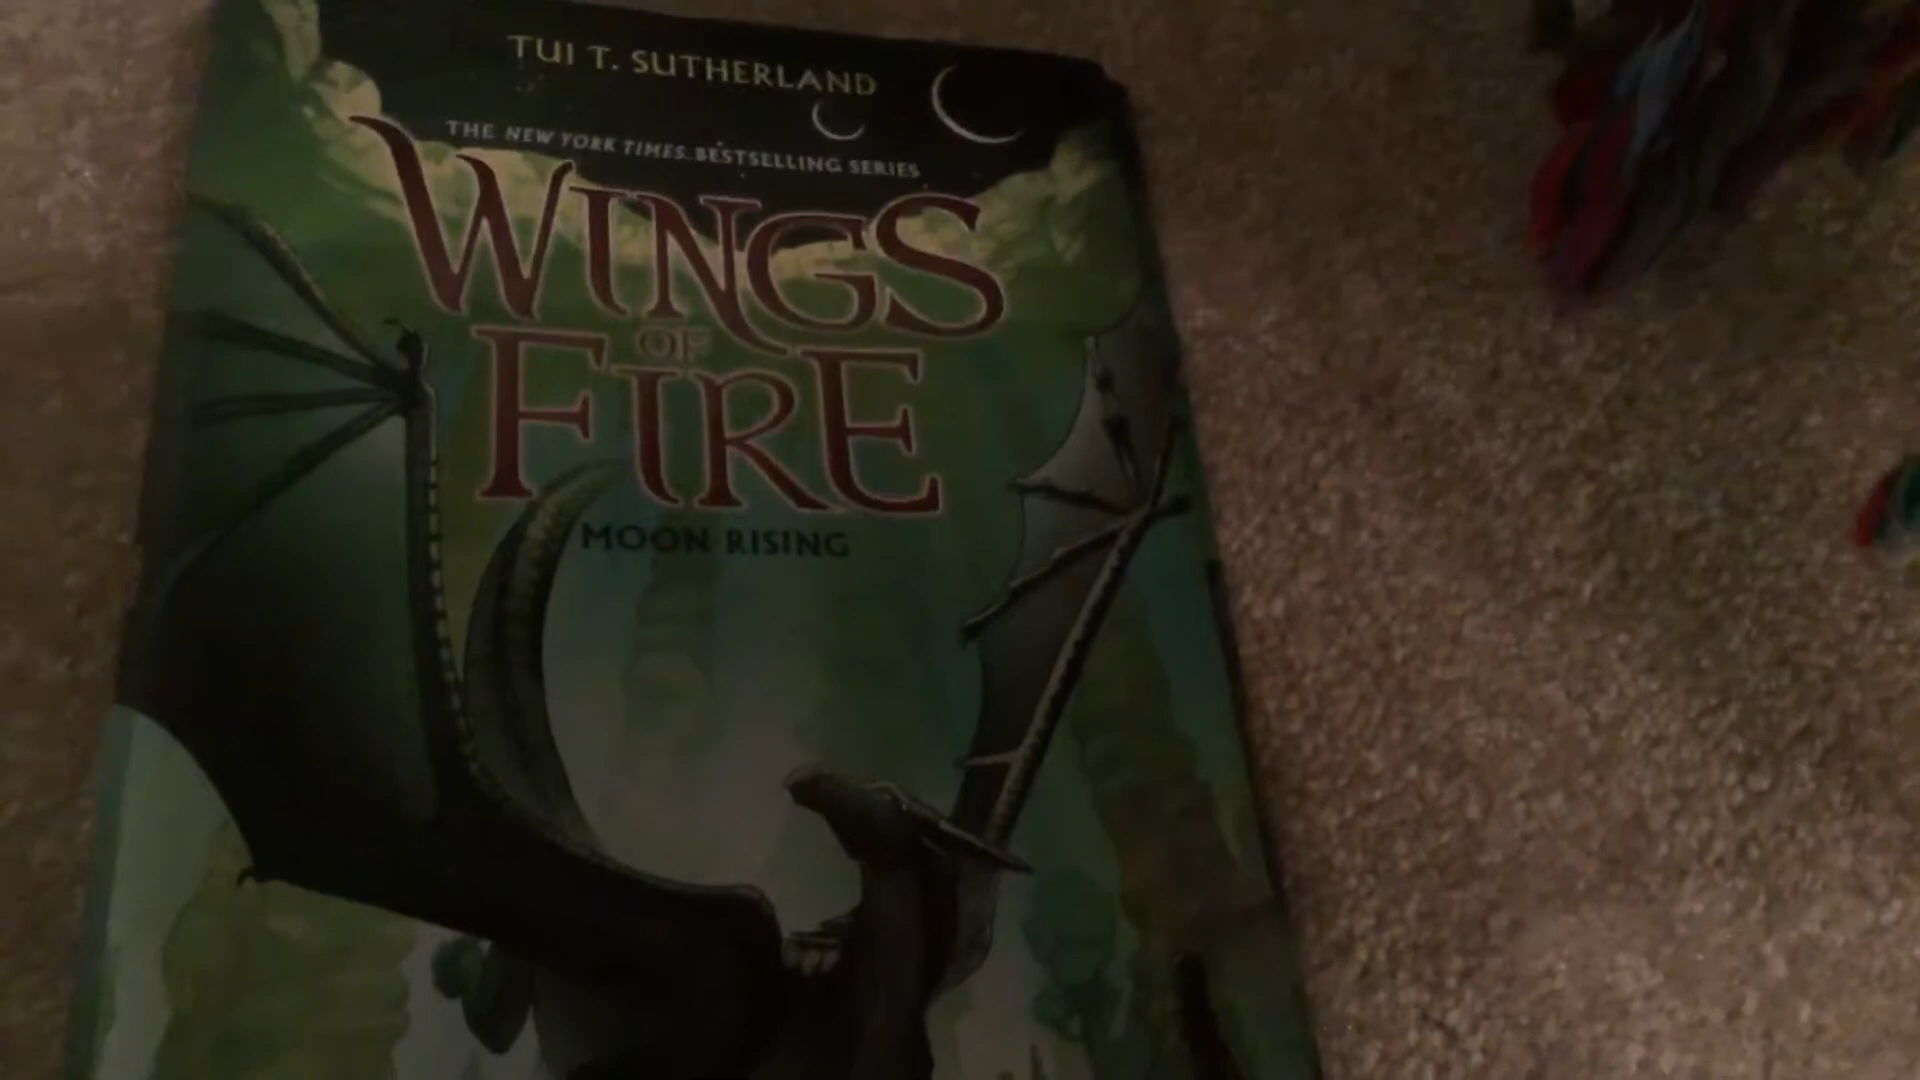 TUI T. SUTHERLAND
THE NEW YORK TIMES BESTSELLING SERIES
WINGS
OF
FIRE
MOON RISING